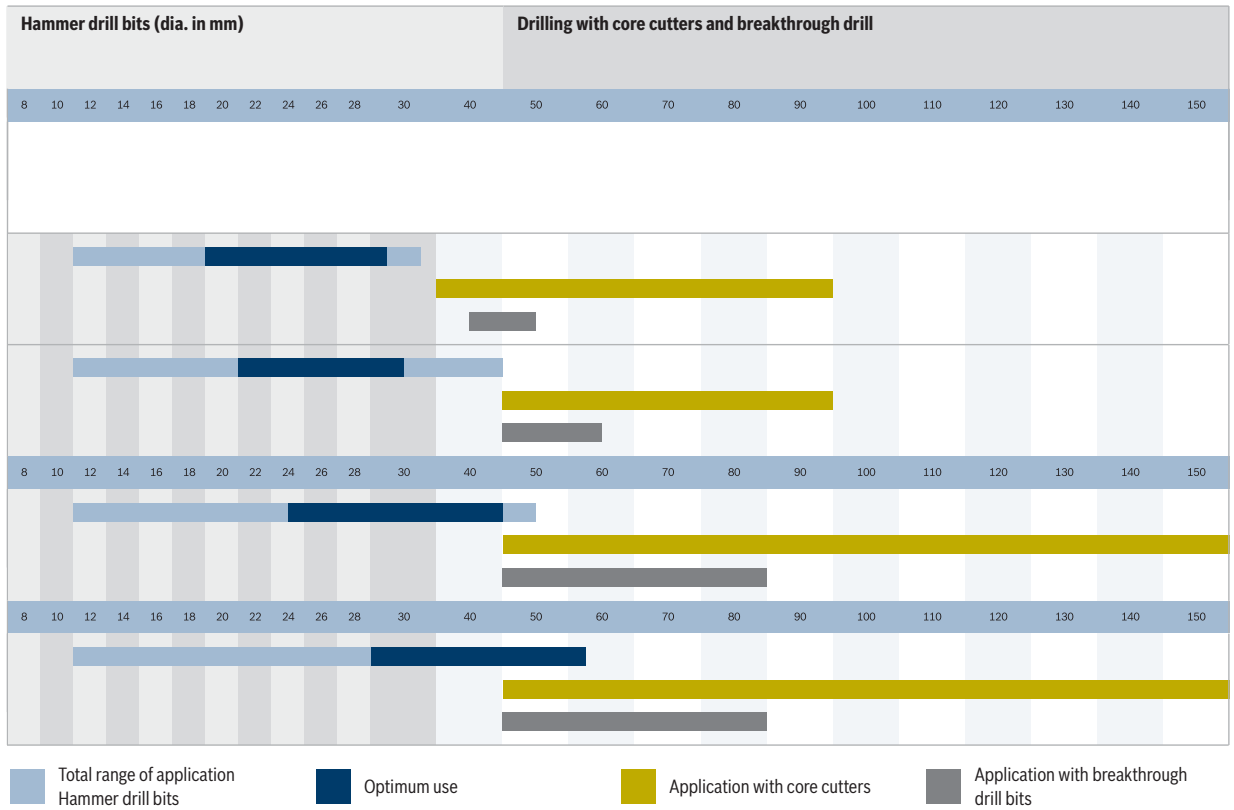 Hammer drill bits (dia. in mm) Drilling with core cutters and breakthrough drill
8 10 12 14 16 18 20 22 24 26 28 30 40 50 60 70 80 90 100 110 120 130 140 150
8 10 12 14 16 18 20 22 24 26 28 30 40 50 60 70 80 90 100 110 120 130 140 150
8 10 12 14 16 18 20 22 24 26 28 30 40 50 60 70 80 90 100 110 120 130 140 150
Total range of application
Hammer drill bits
Optimum use
Application with core cutters
Application with breakthrough
drill bits